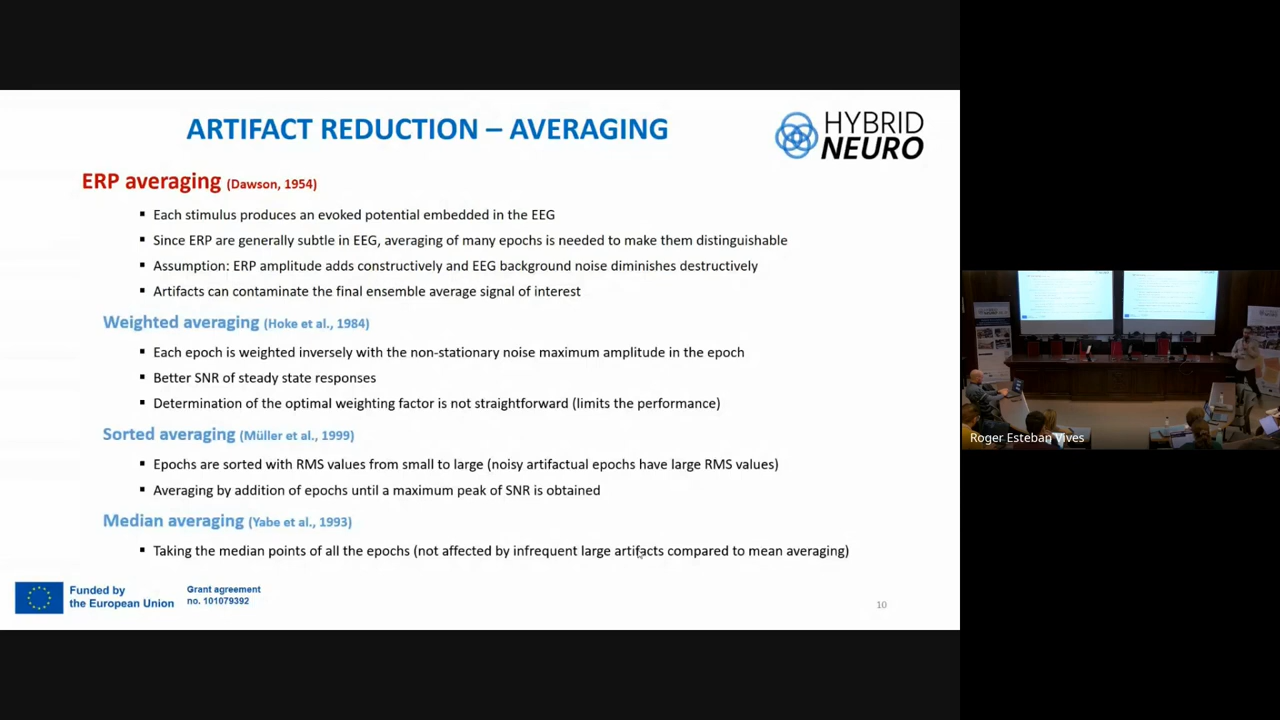 ARTIFACT REDUCTION – AVERAGING
HYBRID
NEURO
ERP averaging (Dawson, 1954)
▪ Each stimulus produces an evoked potential embedded in the EEG
▪ Since ERP are generally subtle in EEG, averaging of many epochs is needed to make them distinguishable
▪ Assumption: ERP amplitude adds constructively and EEG background noise diminishes destructively
▪ Artifacts can contaminate the final ensemble average signal of interest
Weighted averaging (Hoke et al., 1984)
▪ Each epoch is weighted inversely with the non-stationary noise maximum amplitude in the epoch
▪ Better SNR of steady state responses
▪ Determination of the optimal weighting factor is not straightforward (limits the performance)
Sorted averaging (Müller et al., 1999)
▪ Epochs are sorted with RMS values from small to large (noisy artifactual epochs have large RMS values)
▪ Averaging by addition of epochs until a maximum peak of SNR is obtained
Median averaging (Yabe et al., 1993)
▪ Taking the median points of all the epochs (not affected by infrequent large artifacts compared to mean averaging)
Funded by
the European Union
Grant agreement
no. 101079392
10
Roger Esteban Vives